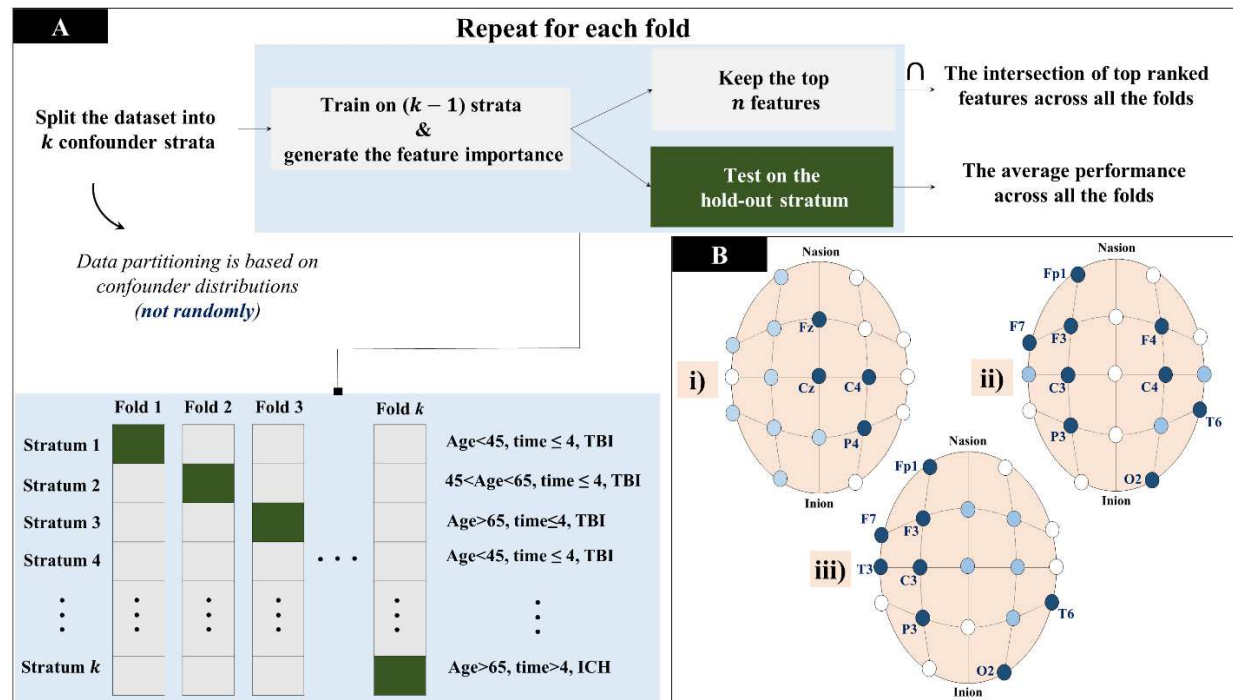 A
Repeat for each fold
Split the dataset into
k confounder strata
Train on (k − 1) strata
&
generate the feature importance
Keep the top
n features
∩
The intersection of top ranked
features across all the folds
Test on the
hold-out stratum
The average performance
across all the folds
Data partitioning is based on
confounder distributions
(not randomly)
Fold 1
Fold 2
Fold 3
Fold k
Stratum 1
Age<45, time ≤ 4, TBI
Stratum 2
45<Age<65, time ≤ 4, TBI
Stratum 3
Age>65, time≤4, TBI
Stratum 4
Age<45, time ≤ 4, TBI
Stratum k
Age>65, time>4, ICH
B
i)
Nasion
Fz
Cz
C4
P4
Inion
ii)
Nasion
Fp1
F7
F3
F4
C3
C4
P3
T6
O2
Inion
iii)
Nasion
Fp1
F7
F3
T3
C3
P3
T6
O2
Inion